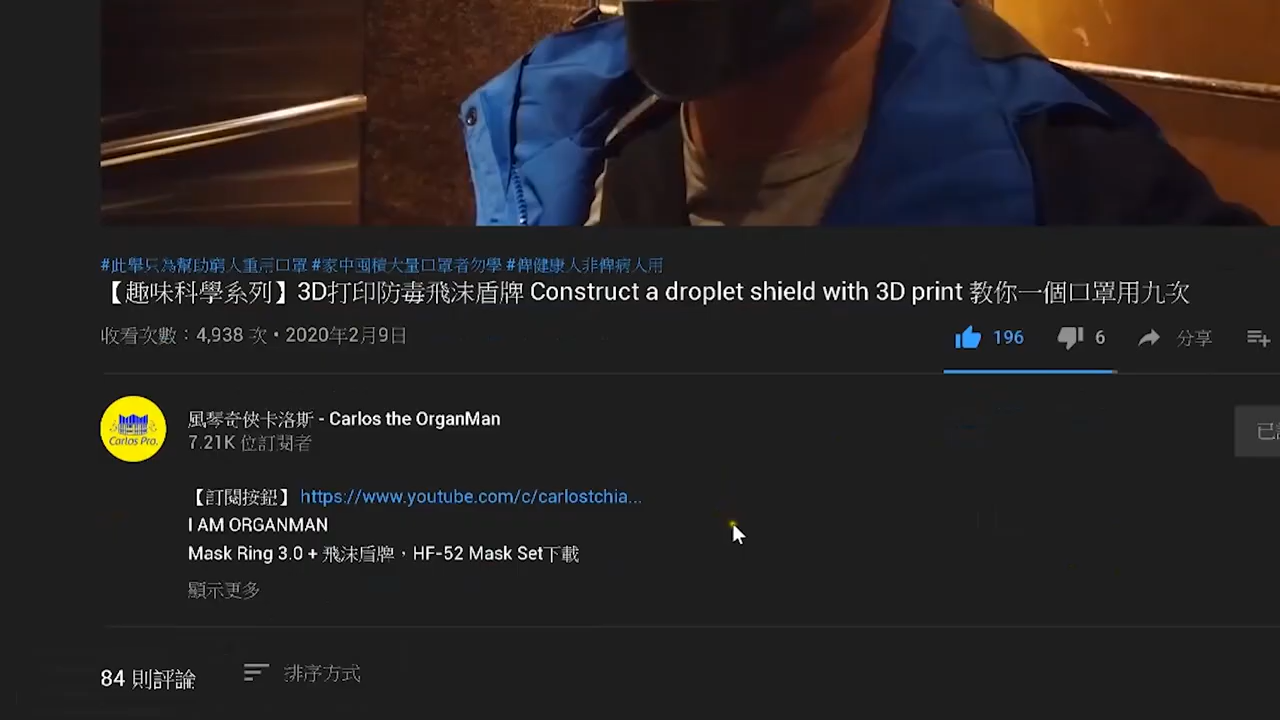 #此舉只為幫助窮人重用口罩 #家中囤積大量口罩者勿學 #俾健康人非俾病人用
【趣味科學系列】3D打印防毒飛沫盾牌 Construct a droplet shield with 3D print 教你一個口罩用九次
收看次數：4,938 次・2020年2月9日
196 6 分享
Carlos Pro.
風琴奇俠卡洛斯 - Carlos the OrganMan
7.21K 位訂閱者
已訂
【訂閱按鈕】 https://www.youtube.com/c/carlostchia...
I AM ORGANMAN
Mask Ring 3.0 + 飛沫盾牌，HF-52 Mask Set下載
顯示更多
84 則評論 排序方式